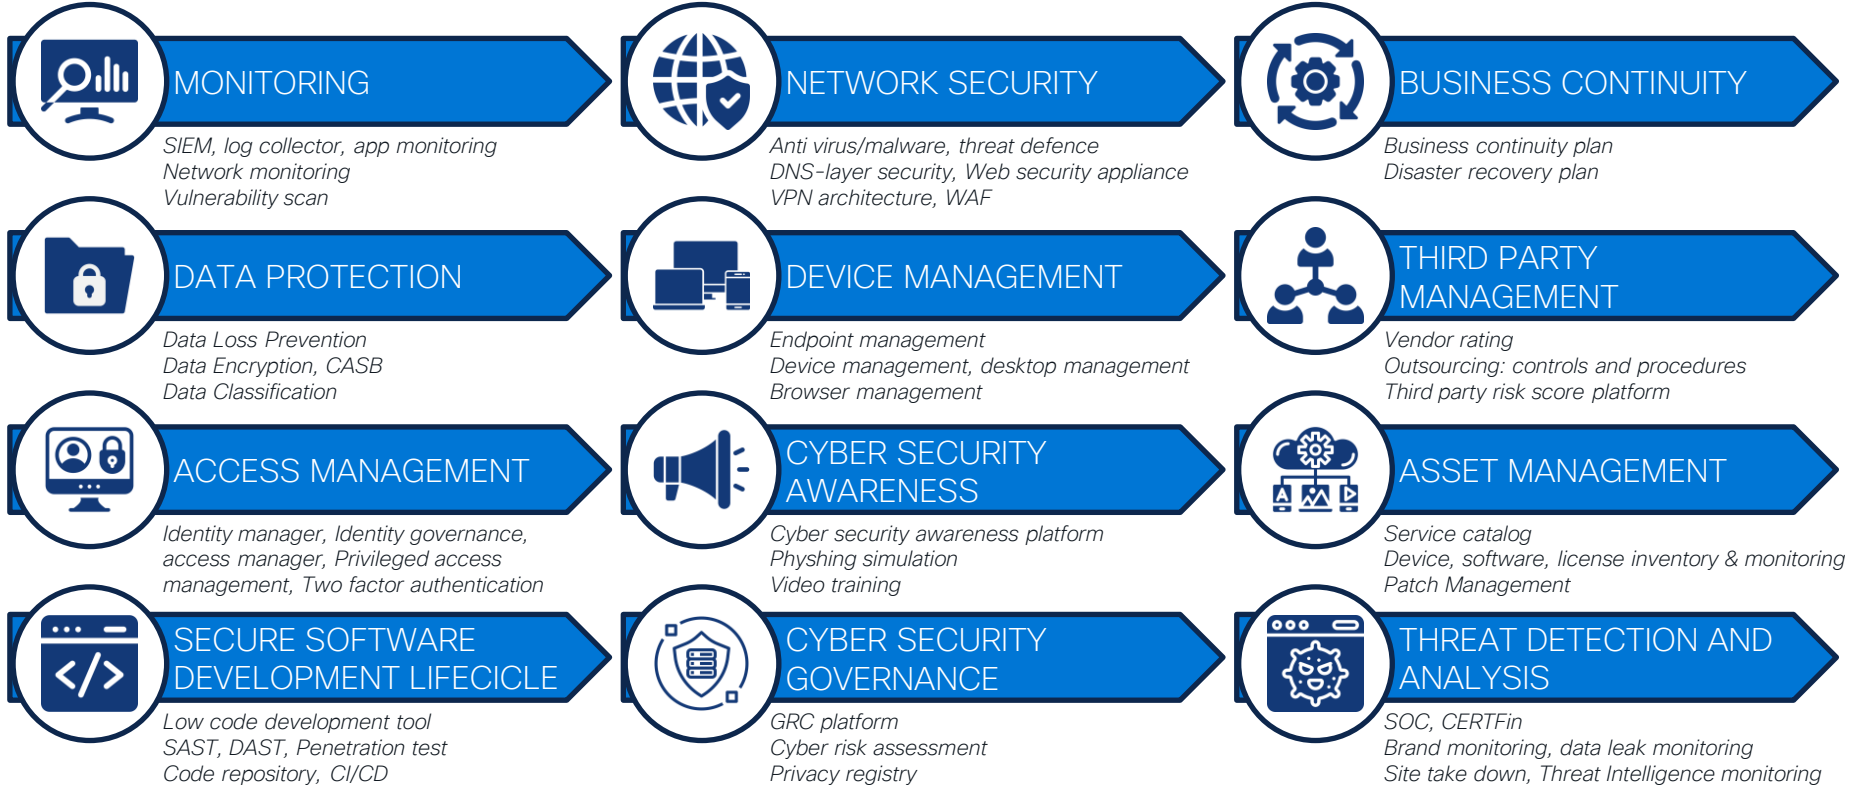 MONITORING
SIEM, log collector, app monitoring
Network monitoring
Vulnerability scan
NETWORK SECURITY
Anti virus/malware, threat defence
DNS-layer security, Web security appliance
VPN architecture, WAF
BUSINESS CONTINUITY
Business continuity plan
Disaster recovery plan
DATA PROTECTION
Data Loss Prevention
Data Encryption, CASB
Data Classification
DEVICE MANAGEMENT
Endpoint management
Device management, desktop management
Browser management
THIRD PARTY
MANAGEMENT
Vendor rating
Outsourcing: controls and procedures
Third party risk score platform
ACCESS MANAGEMENT
Identity manager, Identity governance,
access manager, Privileged access
management, Two factor authentication
CYBER SECURITY
AWARENESS
Cyber security awareness platform
Physhing simulation
Video training
A
ASSET MANAGEMENT
Service catalog
Device, software, license inventory & monitoring
Patch Management
</>
SECURE SOFTWARE
DEVELOPMENT LIFECICLE
Low code development tool
SAST, DAST, Penetration test
Code repository, CI/CD
CYBER SECURITY
GOVERNANCE
GRC platform
Cyber risk assessment
Privacy registry
THREAT DETECTION AND
ANALYSIS
SOC, CERTFin
Brand monitoring, data leak monitoring
Site take down, Threat Intelligence monitoring